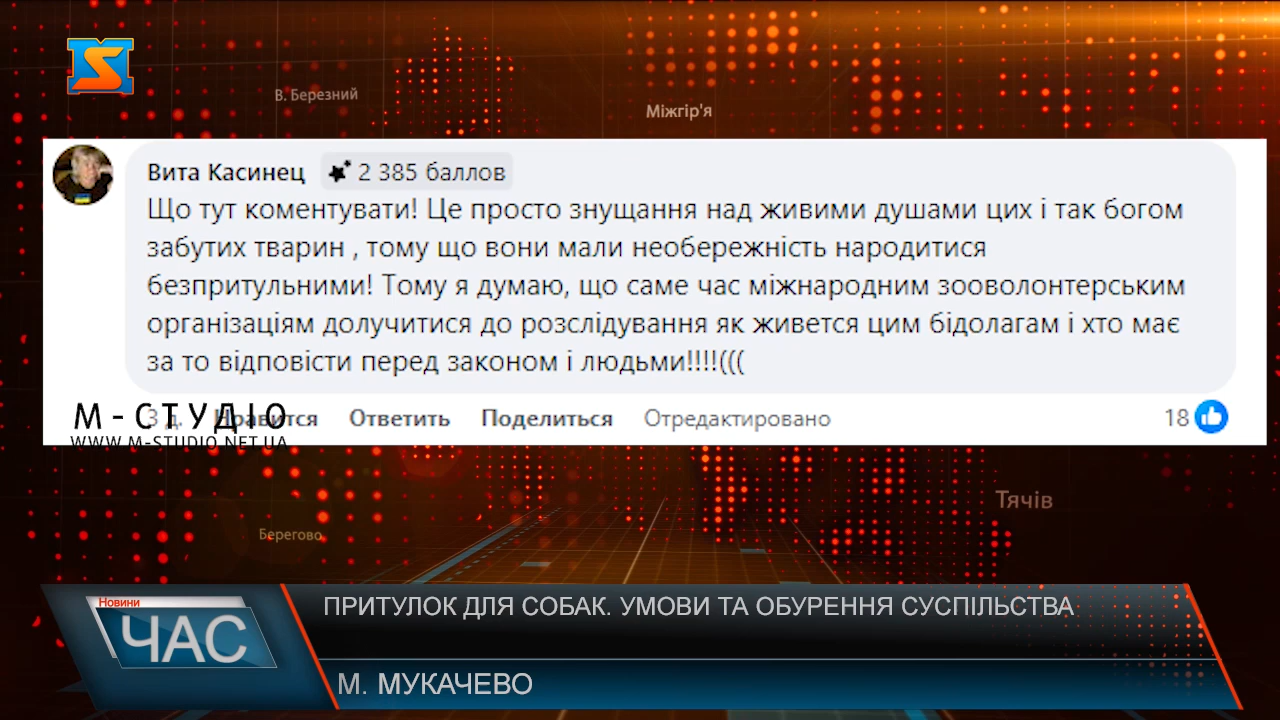 В. Березний
Міжгір'я
Вита Касинец 2 385 баллов
Що тут коментувати! Це просто знущання над живими душами цих і так богом
забутих тварин , тому що вони мали необережність народитися
безпритульними! Тому я думаю, що саме час міжнародним зооволонтерським
організаціям долучитися до розслідування як живется цим бідолагам і хто має
за то відповісти перед законом і людьми!!!!(((
М-СТУДІО
3 д. Нравится Ответить Поделиться Отредактировано 18
WWW.M-STUDIO.NET.UA
Тячів
Берегово
Новини
ЧАС
ПРИТУЛОК ДЛЯ СОБАК. УМОВИ ТА ОБУРЕННЯ СУСПІЛЬСТВА
М. МУКАЧЕВО